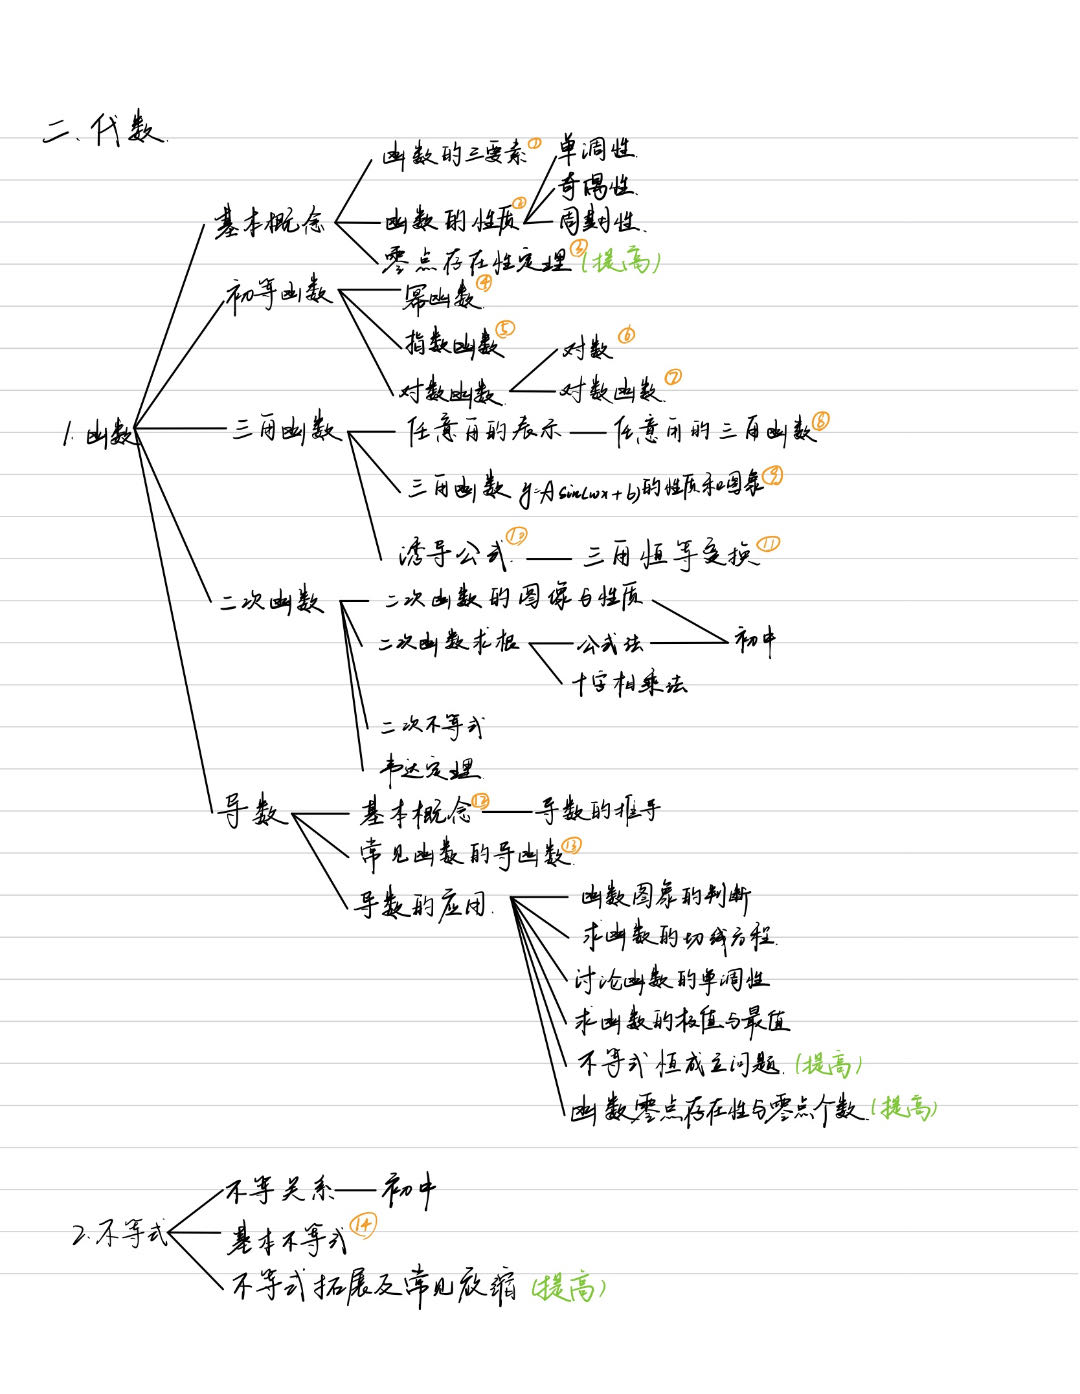 二.代数.
函数的三要素①
单调性.
奇偶性.
基本概念
函数的性质②
周期性.
零点存在性定理③(提高)
初等函数
幂函数④
指数函数⑤
对数⑥
对数函数
对数函数⑦
1.函数
三角函数
任意角的表示
任意角的三角函数⑧
三角函数 y=Asin(ωx+b)的性质和图象⑨
诱导公式.⑩
三角恒等变换⑪
二次函数
二次函数的图像与性质
二次函数求根
公式法
初中
十字相乘法
二次不等式
韦达定理.
导数
基本概念⑫
导数的推导
常见函数的导函数.⑬
导数的应用.
函数图象的判断
求函数的切线方程.
讨论函数的单调性
求函数的极值与最值
不等式恒成立问题.(提高)
函数零点存在性与零点个数.(提高)
不等关系
初中
2.不等式
基本不等式⑭
不等式拓展及常见放缩(提高)